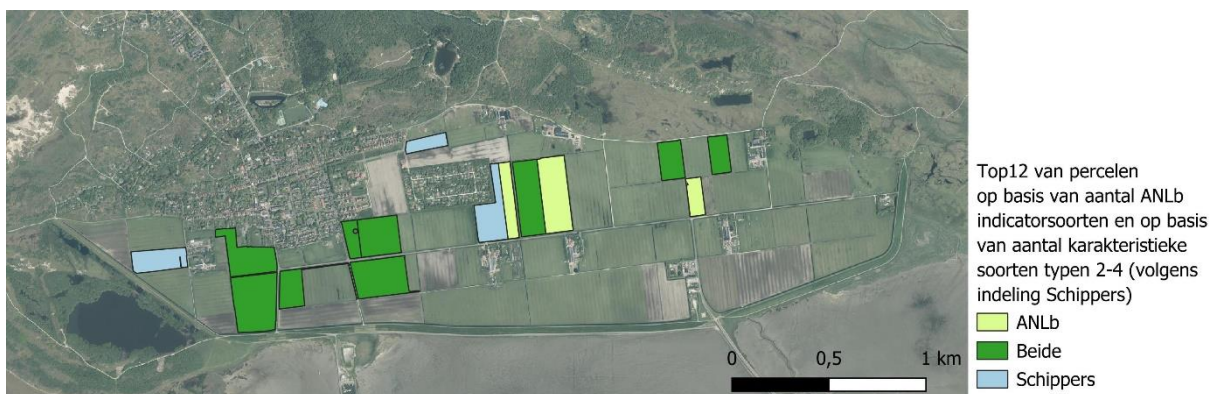 Top12 van percelen
op basis van aantal ANLb
indicatorsoorten en op basis
van aantal karakteristieke
soorten typen 2-4 (volgens
indeling Schippers)
ANLb
Beide
Schippers
0 0,5 1 km